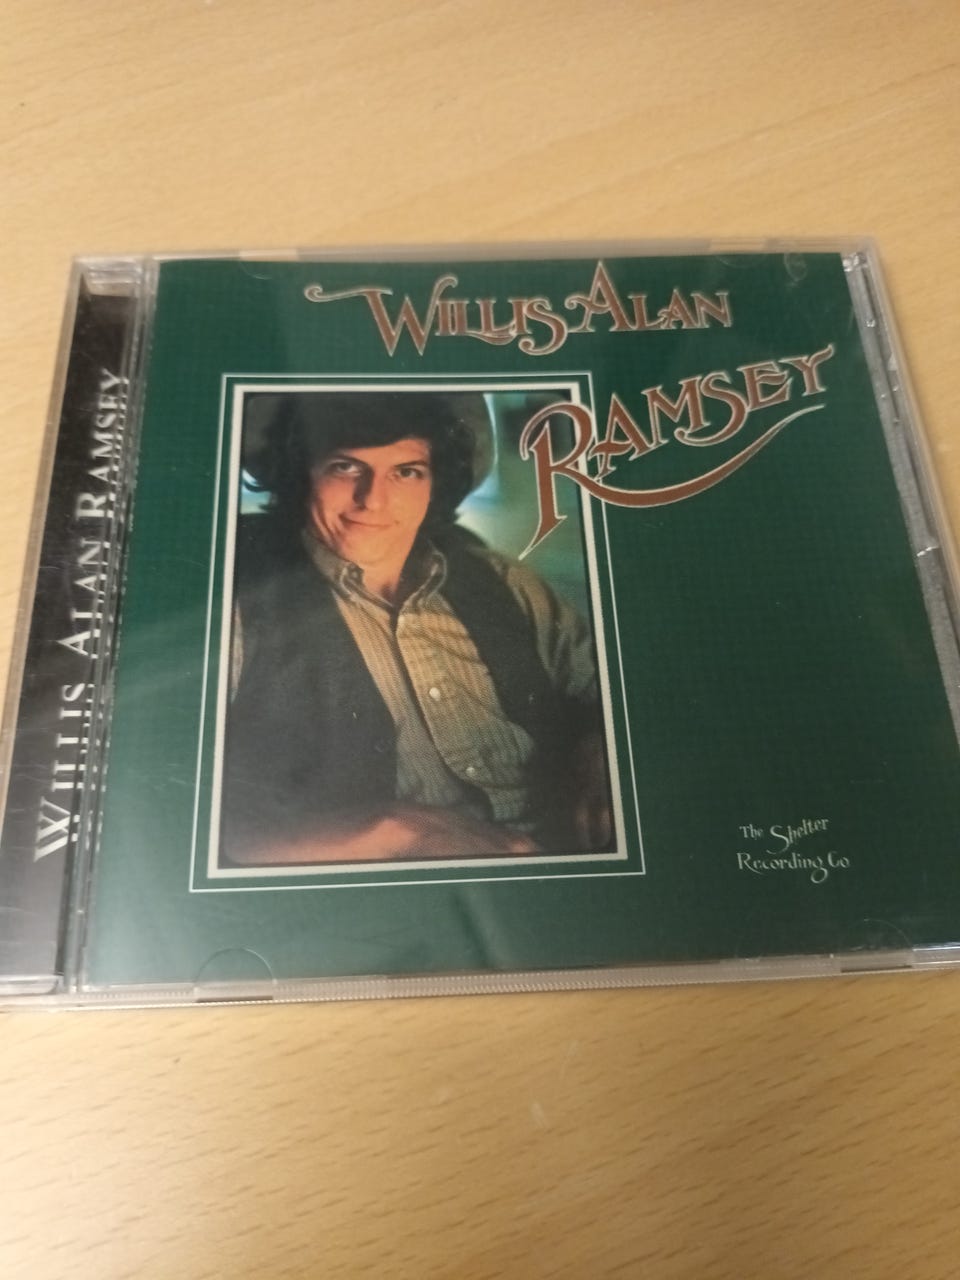 WILLIS ALAN
RAMSEY
The Shelter
Recording Co
WILLIS ALAN RAMSEY